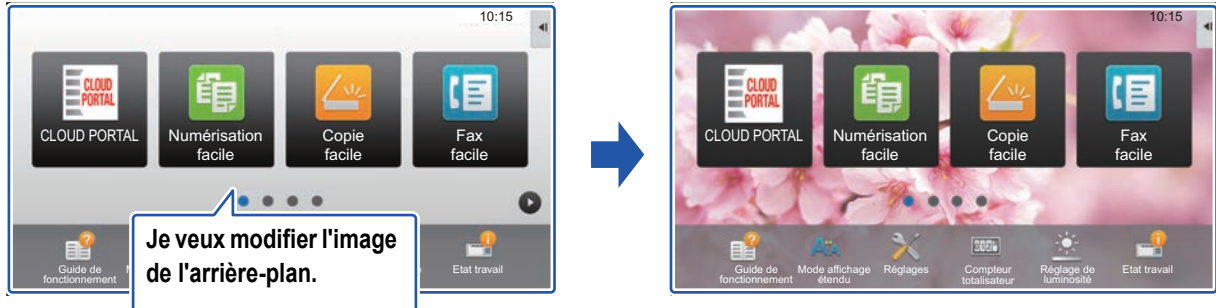 10:15
CLOUD
PORTAL
CLOUD PORTAL
Numérisation
facile
Copie
facile
Fax
facile
Je veux modifier l'image
de l'arrière-plan.
Guide de
fonctionnement
Etat travail
10:15
CLOUD
PORTAL
CLOUD PORTAL
Numérisation
facile
Copie
facile
Fax
facile
Guide de
fonctionnement
Mode affichage
étendu
Réglages
Compteur
totalisateur
Réglage de
luminosité
Etat travail